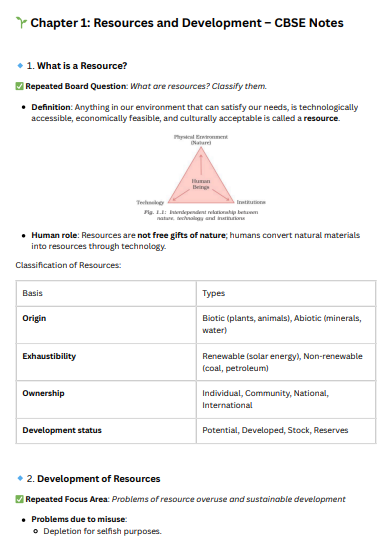 🌱 Chapter 1: Resources and Development – CBSE Notes
🔹 1. What is a Resource?
✅ Repeated Board Question: What are resources? Classify them.
• Definition: Anything in our environment that can satisfy our needs, is technologically
accessible, economically feasible, and culturally acceptable is called a resource.
Physical Environment
(Nature)
Human
Beings
Technology
Institutions
Fig. 1.1: Interdependent relationship between
nature, technology and institutions
• Human role: Resources are not free gifts of nature; humans convert natural materials
into resources through technology.
Classification of Resources:
Basis Types
Origin Biotic (plants, animals), Abiotic (minerals,
water)
Exhaustibility Renewable (solar energy), Non-renewable
(coal, petroleum)
Ownership Individual, Community, National,
International
Development status Potential, Developed, Stock, Reserves
🔹 2. Development of Resources
✅ Repeated Focus Area: Problems of resource overuse and sustainable development
• Problems due to misuse:
○ Depletion for selfish purposes.